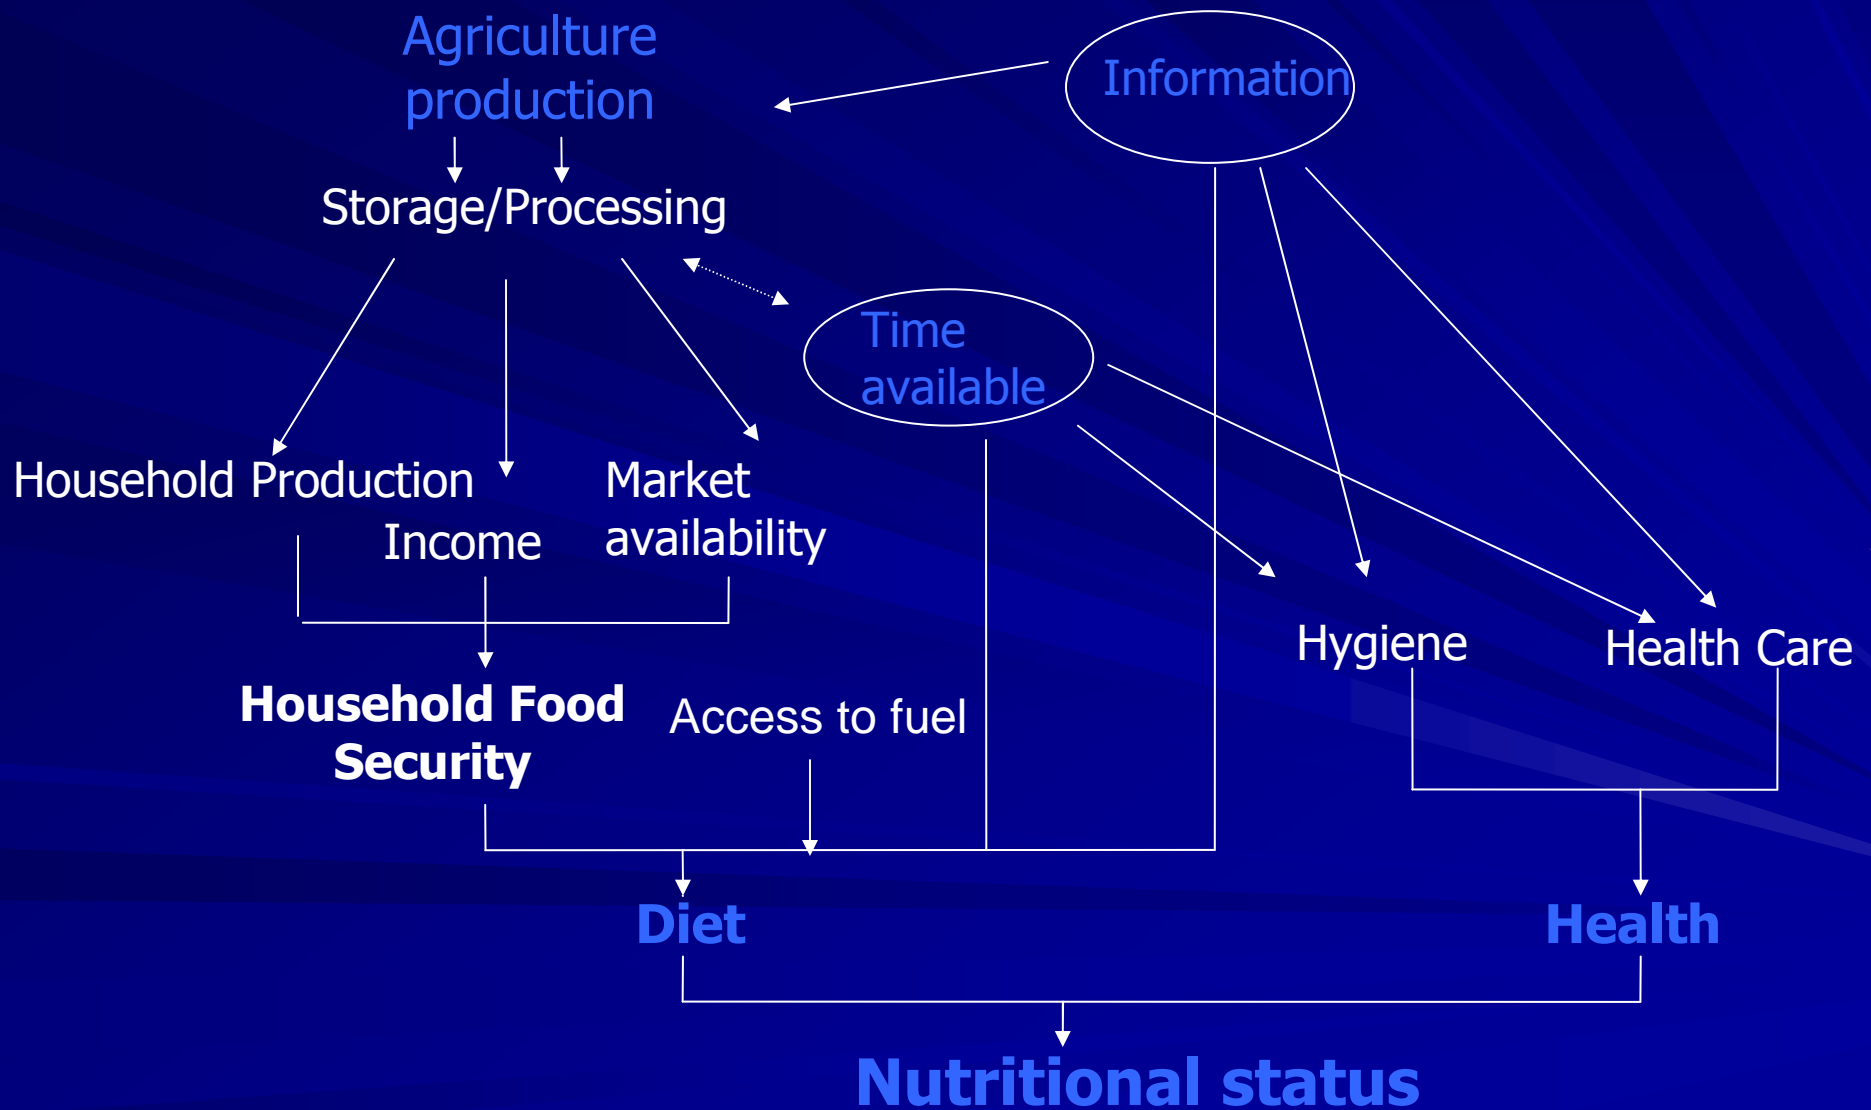 Agriculture
production
Information
Storage/Processing
Time
available
Household Production
Income
Market
availability
Hygiene
Health Care
Household Food
Security
Access to fuel
Diet
Health
Nutritional status